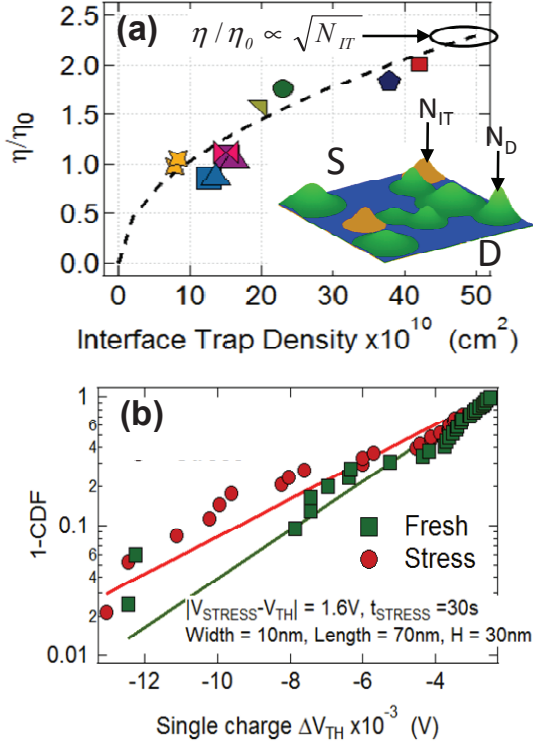 (a)
η/η₀ ∝ √N_IT
2.5
2.0
1.5
1.0
0.5
0.0
η/η₀
N_IT
N_D
S
D
0 10 20 30 40 50
Interface Trap Density x10¹⁰ (cm²)
(b)
1
6
4
2
0.1
6
4
2
0.01
1-CDF
Fresh
Stress
|V_STRESS-V_TH| = 1.6V, t_STRESS =30s
Width = 10nm, Length = 70nm, H = 30nm
-12 -10 -8 -6 -4
Single charge ΔV_TH x10⁻³ (V)